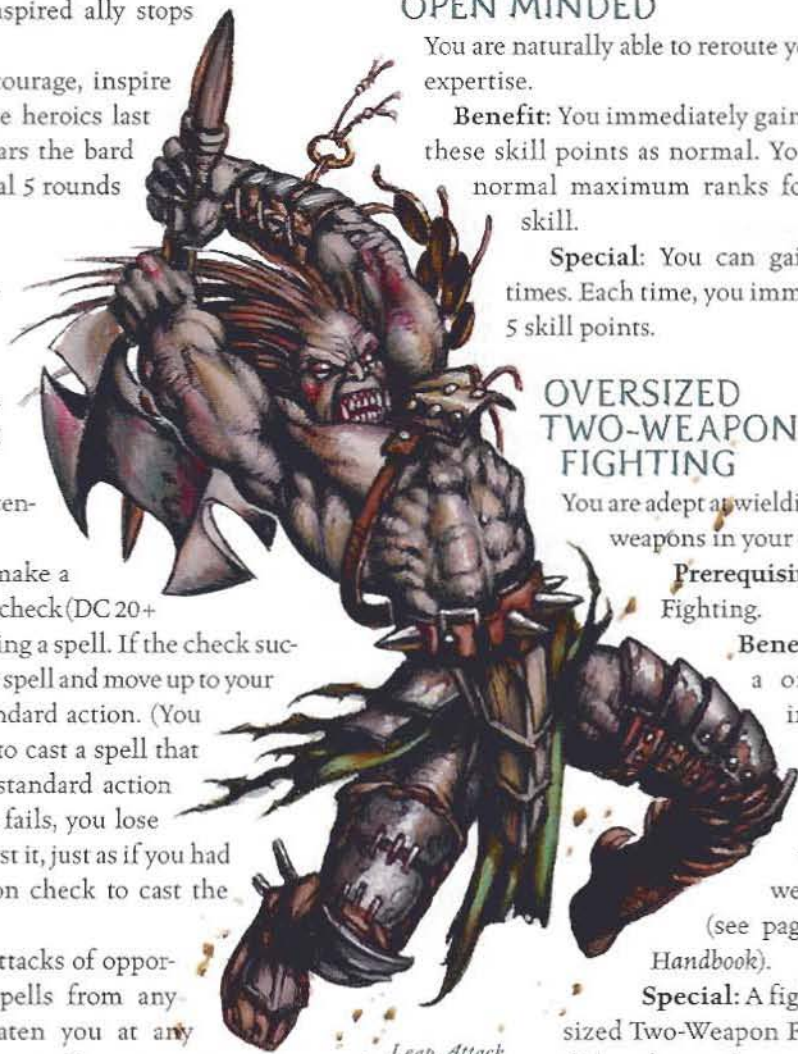 nspired ally stops
ourage, inspire
e heroics last
ars the bard
al 5 rounds
ten-
make a
check (DC 20+
ing a spell. If the check suc-
spell and move up to your
ndard action. (You
to cast a spell that
standard action
fails, you lose
st it, just as if you had
on check to cast the
ttacks of oppor-
pells from any
aten you at any
Leap Attack
OPEN MINDED
You are naturally able to reroute yo
expertise.
Benefit: You immediately gain
these skill points as normal. Yo
normal maximum ranks fo
skill.
Special: You can gai
times. Each time, you imm
5 skill points.
OVERSIZED
TWO-WEAPON
FIGHTING
You are adept at wieldi
weapons in your
Prerequisit
Fighting.
Bene
a o
in
we
(see pag
Handbook).
Special: A fig
sized Two-Weapon F